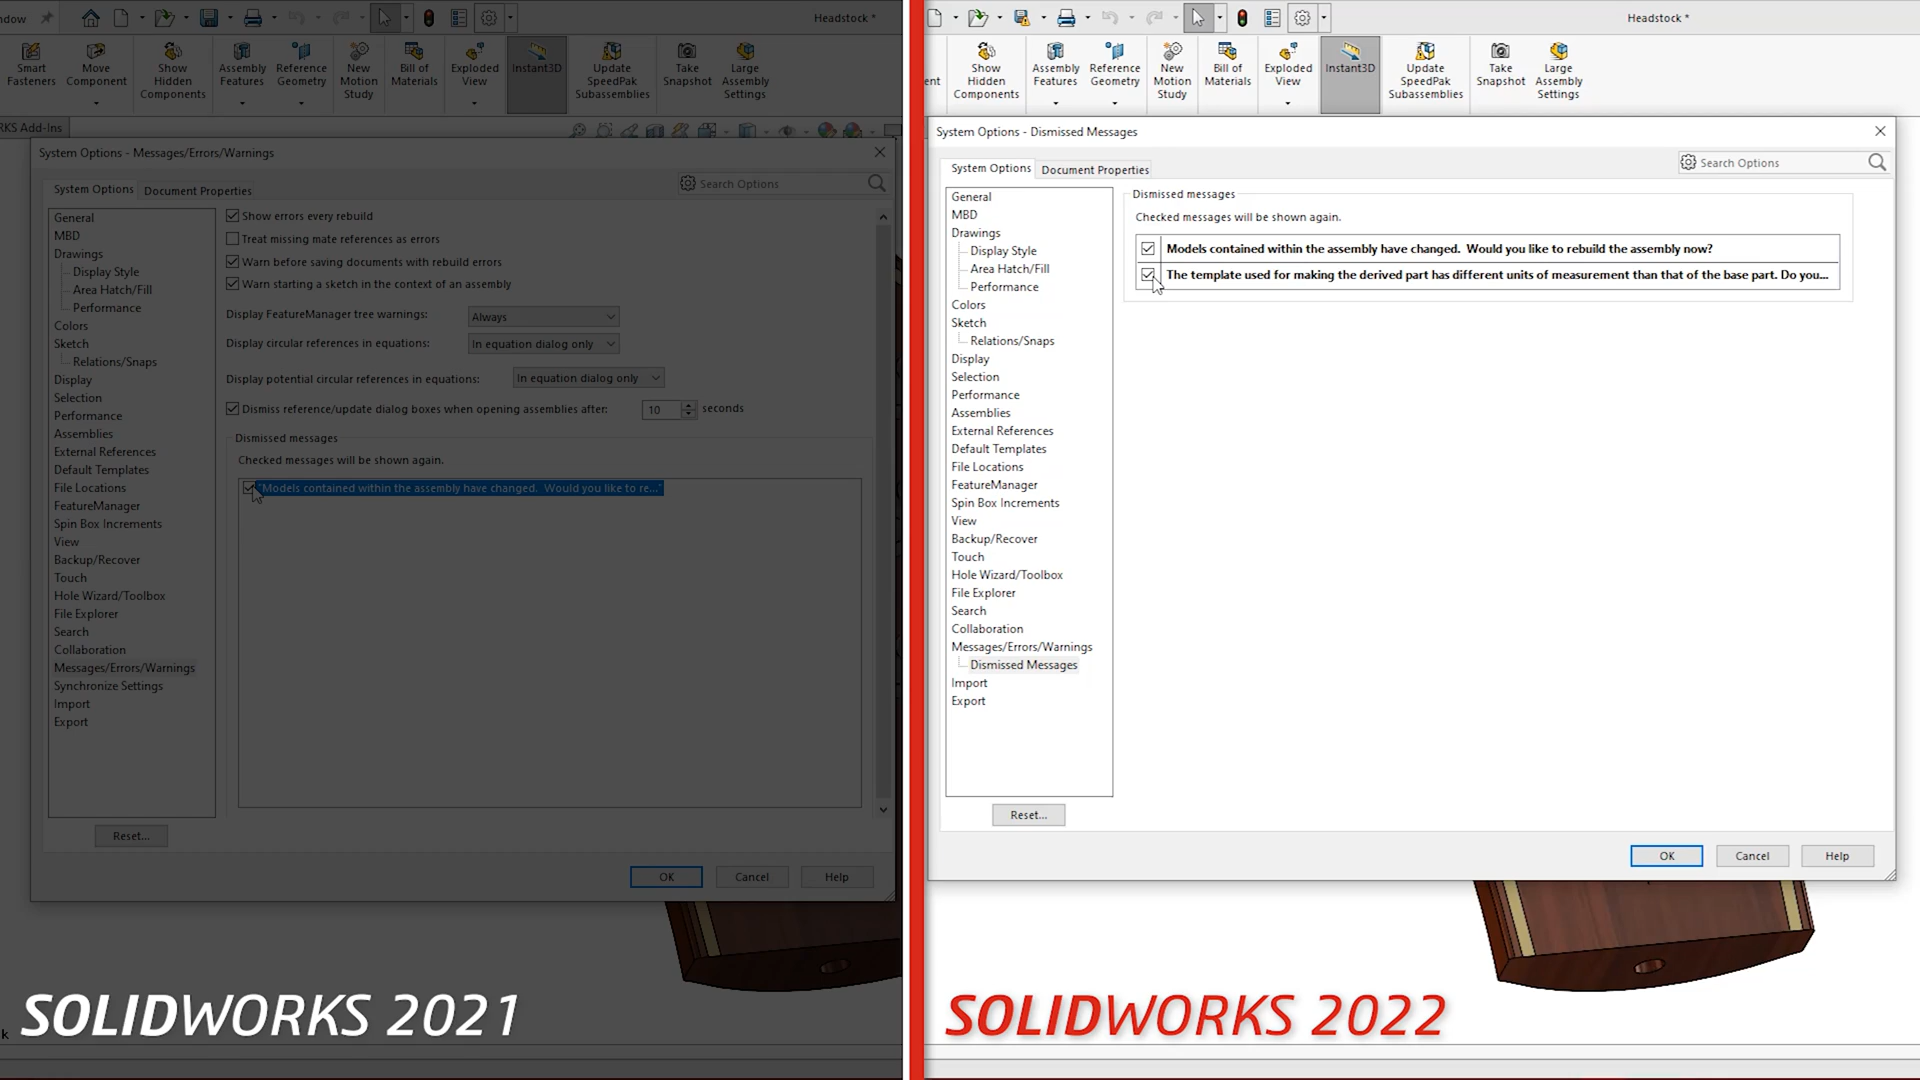 ndow
Headstock *
Smart Fasteners
Move Component
Show Hidden Components
Assembly Features
Reference Geometry
New Motion Study
Bill of Materials
Exploded View
Instant3D
Update SpeedPak Subassemblies
Take Snapshot
Large Assembly Settings
RKS Add-Ins
System Options - Messages/Errors/Warnings
System Options
Document Properties
Search Options
General
MBD
Drawings
Display Style
Area Hatch/Fill
Performance
Colors
Sketch
Relations/Snaps
Display
Selection
Performance
Assemblies
External References
Default Templates
File Locations
FeatureManager
Spin Box Increments
View
Backup/Recover
Touch
Hole Wizard/Toolbox
File Explorer
Search
Collaboration
Messages/Errors/Warnings
Synchronize Settings
Import
Export
Reset...
Show errors every rebuild
Treat missing mate references as errors
Warn before saving documents with rebuild errors
Warn starting a sketch in the context of an assembly
Display FeatureManager tree warnings: Always
Display circular references in equations: In equation dialog only
Display potential circular references in equations: In equation dialog only
Dismiss reference/update dialog boxes when opening assemblies after: 10 seconds
Dismissed messages
Checked messages will be shown again.
"Models contained within the assembly have changed. Would you like to re..."
OK
Cancel
Help
k
SOLIDWORKS 2021
Headstock *
ent
Show Hidden Components
Assembly Features
Reference Geometry
New Motion Study
Bill of Materials
Exploded View
Instant3D
Update SpeedPak Subassemblies
Take Snapshot
Large Assembly Settings
System Options - Dismissed Messages
System Options
Document Properties
Search Options
General
MBD
Drawings
Display Style
Area Hatch/Fill
Performance
Colors
Sketch
Relations/Snaps
Display
Selection
Performance
Assemblies
External References
Default Templates
File Locations
FeatureManager
Spin Box Increments
View
Backup/Recover
Touch
Hole Wizard/Toolbox
File Explorer
Search
Collaboration
Messages/Errors/Warnings
Dismissed Messages
Import
Export
Reset...
Dismissed messages
Checked messages will be shown again.
Models contained within the assembly have changed. Would you like to rebuild the assembly now?
The template used for making the derived part has different units of measurement than that of the base part. Do you...
OK
Cancel
Help
SOLIDWORKS 2022